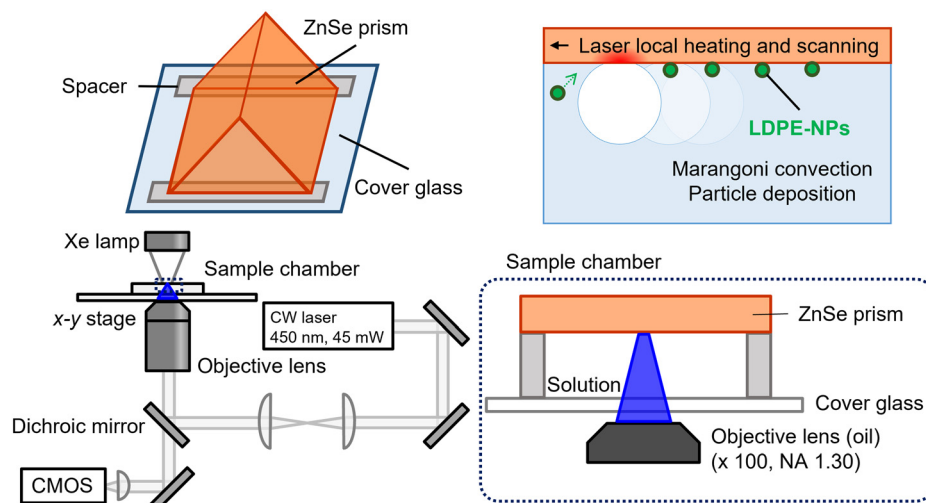 ZnSe prism
Spacer
Cover glass
← Laser local heating and scanning
LDPE-NPs
Marangoni convection
Particle deposition
Xe lamp
Sample chamber
x-y stage
CW laser
450 nm, 45 mW
Objective lens
Dichroic mirror
CMOS
Sample chamber
ZnSe prism
Solution
Cover glass
Objective lens (oil)
(x 100, NA 1.30)